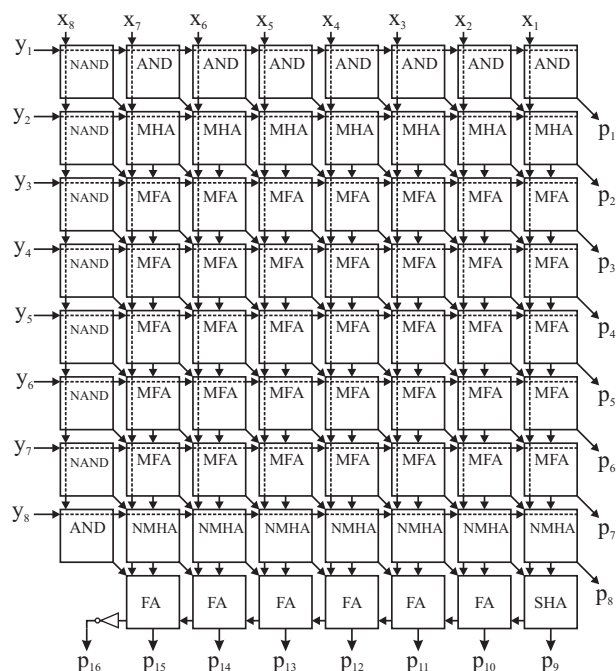 x8 x7 x6 x5 x4 x3 x2 x1
y1 NAND AND AND AND AND AND AND AND
y2 NAND MHA MHA MHA MHA MHA MHA MHA p1
y3 NAND MFA MFA MFA MFA MFA MFA MFA p2
y4 NAND MFA MFA MFA MFA MFA MFA MFA p3
y5 NAND MFA MFA MFA MFA MFA MFA MFA p4
y6 NAND MFA MFA MFA MFA MFA MFA MFA p5
y7 NAND MFA MFA MFA MFA MFA MFA MFA p6
y8 AND NMHA NMHA NMHA NMHA NMHA NMHA NMHA p7
FA FA FA FA FA FA SHA p8
p16 p15 p14 p13 p12 p11 p10 p9